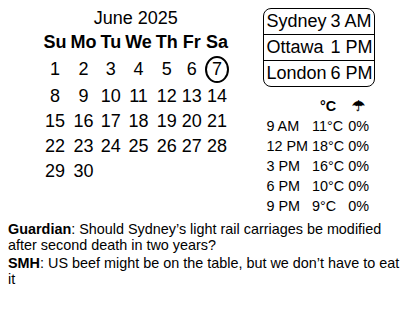 June 2025
Su Mo Tu We Th Fr Sa
1 2 3 4 5 6 7
8 9 10 11 12 13 14
15 16 17 18 19 20 21
22 23 24 25 26 27 28
29 30
Sydney 3 AM
Ottawa 1 PM
London 6 PM
°C ☂
9 AM 11°C 0%
12 PM 18°C 0%
3 PM 16°C 0%
6 PM 10°C 0%
9 PM 9°C 0%
Guardian: Should Sydney’s light rail carriages be modified
after second death in two years?
SMH: US beef might be on the table, but we don’t have to eat
it